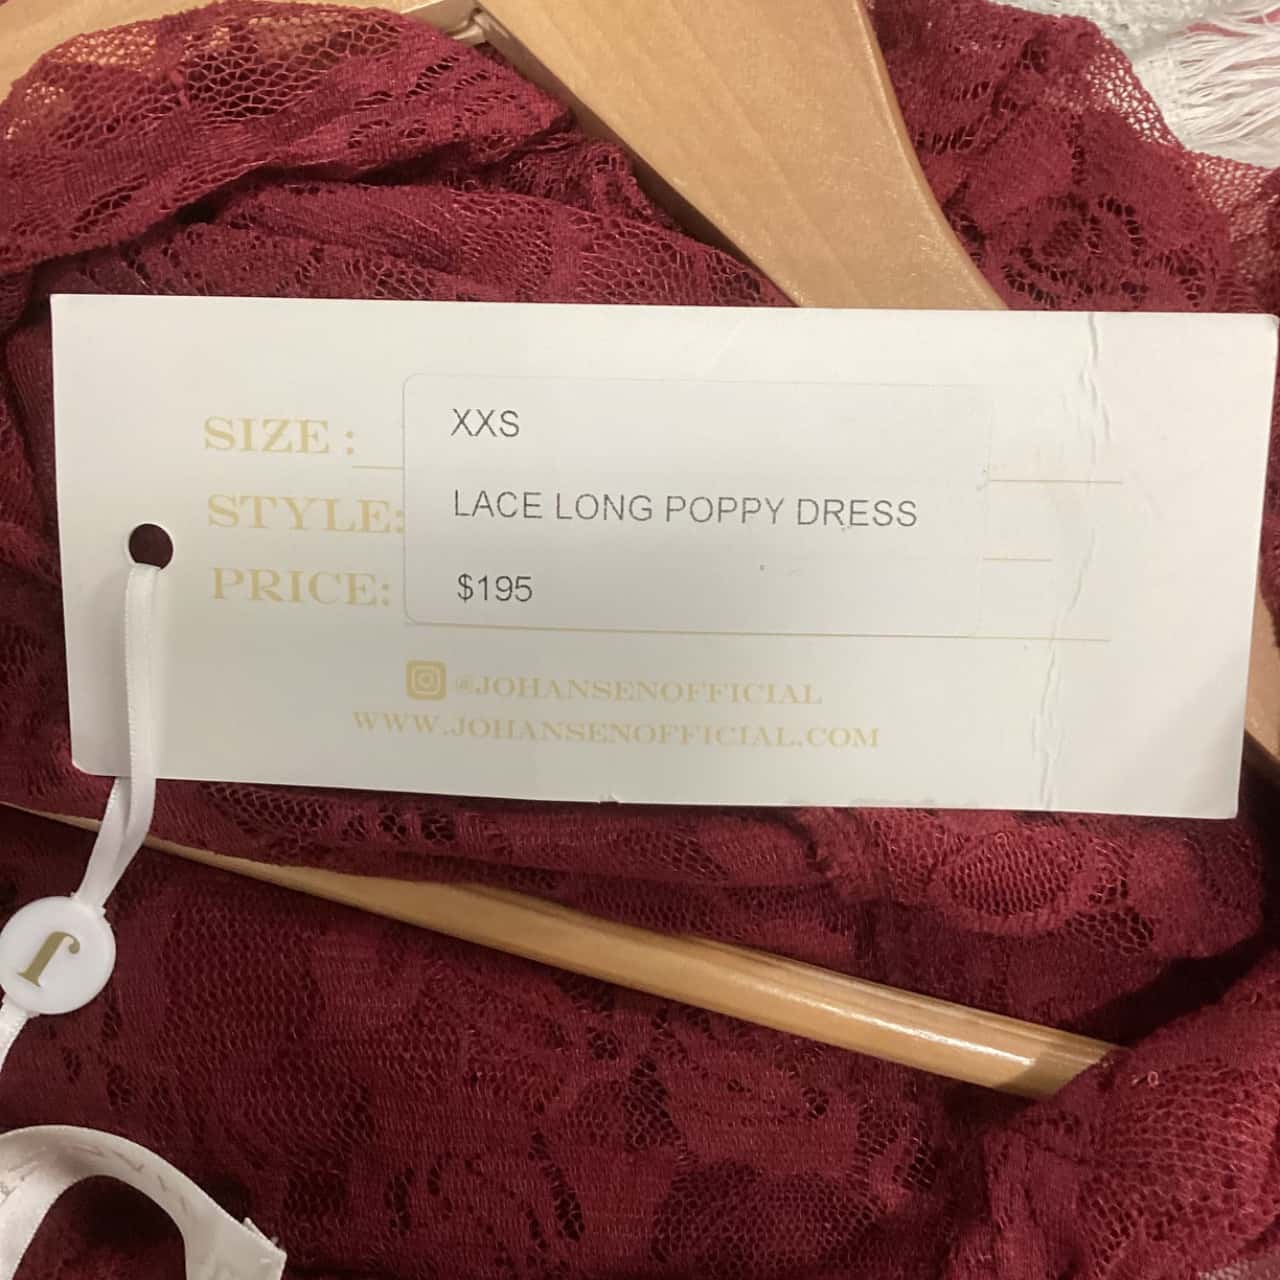 SIZE : XXS
STYLE: LACE LONG POPPY DRESS
PRICE: $195
@JOHANSENOFFICIAL
WWW.JOHANSENOFFICIAL.COM
J